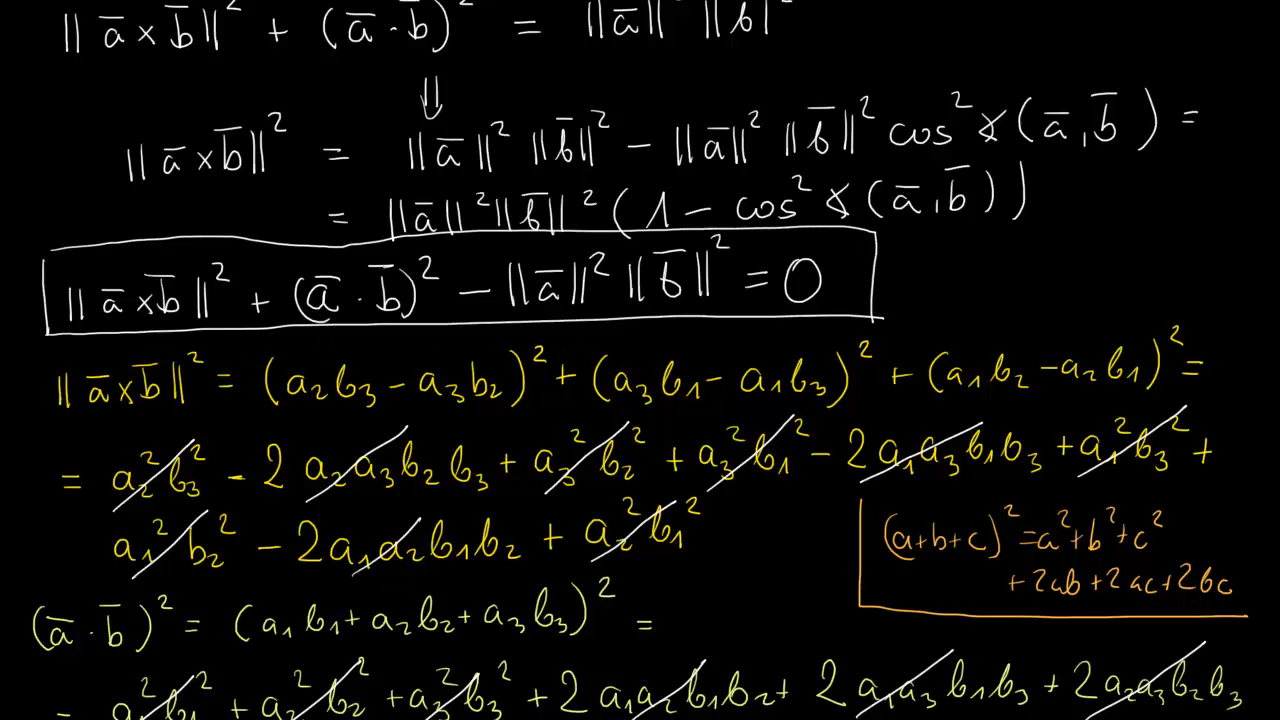 ‖a̅ × b̅‖² + (a̅ · b̅)² = ‖a̅‖² ‖b̅‖²
⇓
‖a̅ × b̅‖² = ‖a̅‖² ‖b̅‖² − ‖a̅‖² ‖b̅‖² cos² ∢(a̅, b̅) =
= ‖a̅‖² ‖b̅‖² (1 − cos² ∢(a̅, b̅))
‖a̅ × b̅‖² + (a̅ · b̅)² − ‖a̅‖² ‖b̅‖² = 0
‖a̅ × b̅‖² = (a₂b₃ − a₃b₂)² + (a₃b₁ − a₁b₃)² + (a₁b₂ − a₂b₁)² =
= a₂²b₃² − 2a₂a₃b₂b₃ + a₃²b₂² + a₃²b₁² − 2a₁a₃b₁b₃ + a₁²b₃² +
a₁²b₂² − 2a₁a₂b₁b₂ + a₂²b₁²
(a+b+c)² = a²+b²+c²
+2ab+2ac+2bc
(a̅ · b̅)² = (a₁b₁ + a₂b₂ + a₃b₃)² =
= a₁²b₁² + a₂²b₂² + a₃²b₃² + 2a₁a₂b₁b₂ + 2a₁a₃b₁b₃ + 2a₂a₃b₂b₃